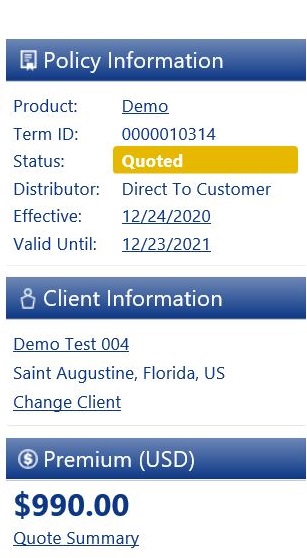 Policy Information
Product: Demo
Term ID: 0000010314
Status: Quoted
Distributor: Direct To Customer
Effective: 12/24/2020
Valid Until: 12/23/2021
Client Information
Demo Test 004
Saint Augustine, Florida, US
Change Client
Premium (USD)
$990.00
Quote Summary